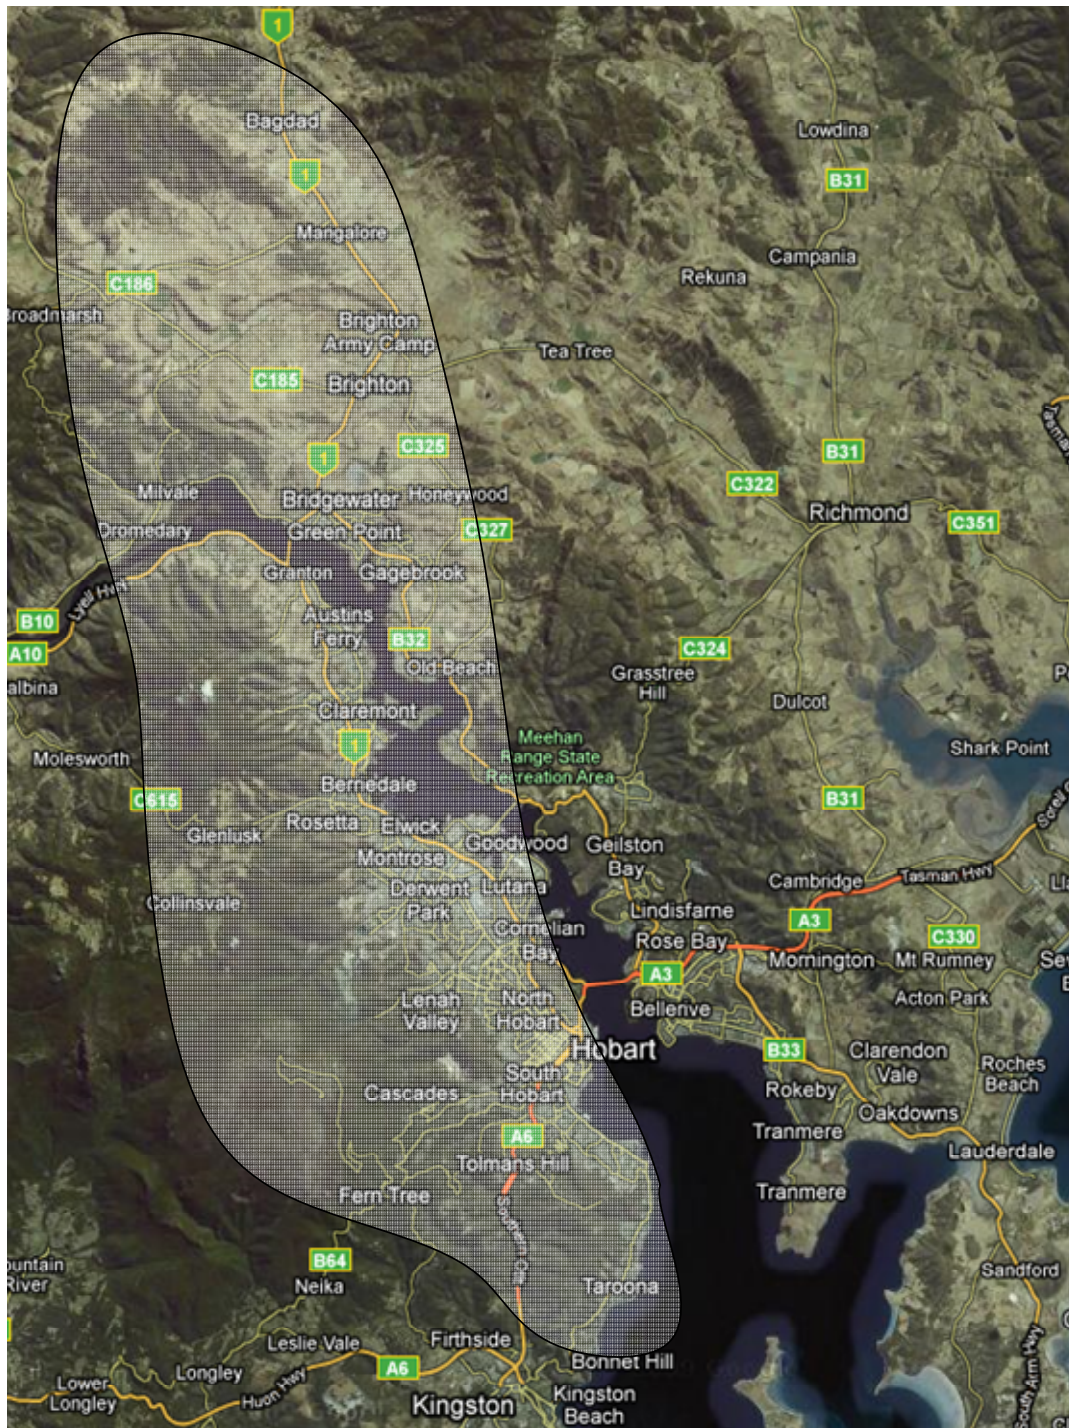 1
Bagdad
Lowdina
1
B31
Mangalore
Campania
Rekuna
C186
Broadmarsh
Brighton
Army Camp
Tea Tree
C185
Brighton
C325
B31
1
C322
Milvale
Bridgewater
Honeywood
Richmond
C351
Dromedary
Green Point
C327
Granton
Gagebrook
Lyell Hwy
B10
Austins
Ferry
B32
A10
C324
Old Beach
Grasstree
Hill
albina
Dulcot
Claremont
Meehan
Range State
Recreation Area
1
Shark Point
Molesworth
Berriedale
C615
B31
Rosetta
Elwick
Glenlusk
Goodwood
Geilston
Bay
Montrose
Derwent
Park
Lutana
Cambridge
Tasman Hwy
Collinsvale
Lindisfarne
A3
Cornelian
Bay
Rose Bay
C330
A3
Mornington
Mt Rumney
Lenah
Valley
North
Hobart
Bellerive
Acton Park
Hobart
B33
Clarendon
Vale
South
Hobart
Cascades
Rokeby
Roches
Beach
Oakdowns
A6
Tranmere
Lauderdale
Tolmans Hill
Fern Tree
Tranmere
Southern Otlt
B64
ountain
River
Neika
Taroona
Sandford
Leslie Vale
Firthside
Bonnet Hill
Longley
A6
Lower
Longley
Huon Hwy
Kingston
Kingston
Beach
outh Arm Hwy